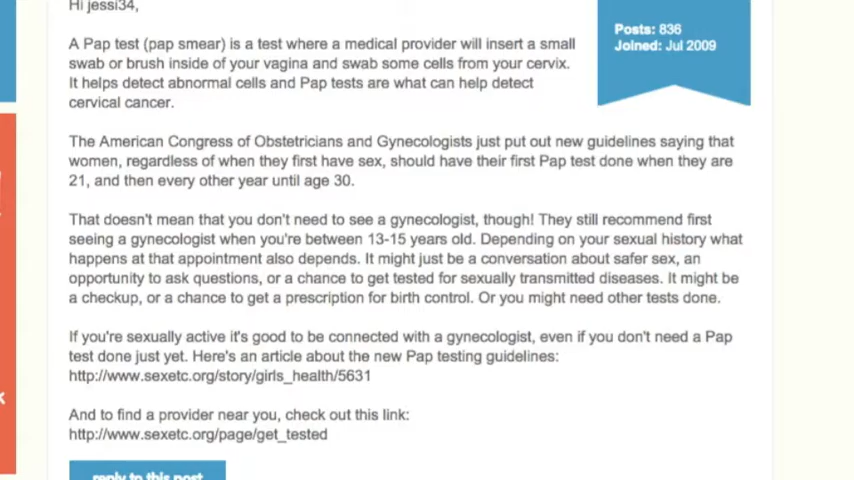 Hi jessi34,
Posts: 836
Joined: Jul 2009
A Pap test (pap smear) is a test where a medical provider will insert a small
swab or brush inside of your vagina and swab some cells from your cervix.
It helps detect abnormal cells and Pap tests are what can help detect
cervical cancer.
The American Congress of Obstetricians and Gynecologists just put out new guidelines saying that
women, regardless of when they first have sex, should have their first Pap test done when they are
21, and then every other year until age 30.
That doesn't mean that you don't need to see a gynecologist, though! They still recommend first
seeing a gynecologist when you're between 13-15 years old. Depending on your sexual history what
happens at that appointment also depends. It might just be a conversation about safer sex, an
opportunity to ask questions, or a chance to get tested for sexually transmitted diseases. It might be
a checkup, or a chance to get a prescription for birth control. Or you might need other tests done.
If you're sexually active it's good to be connected with a gynecologist, even if you don't need a Pap
test done just yet. Here's an article about the new Pap testing guidelines:
http://www.sexetc.org/story/girls_health/5631
And to find a provider near you, check out this link:
http://www.sexetc.org/page/get_tested
reply to this post